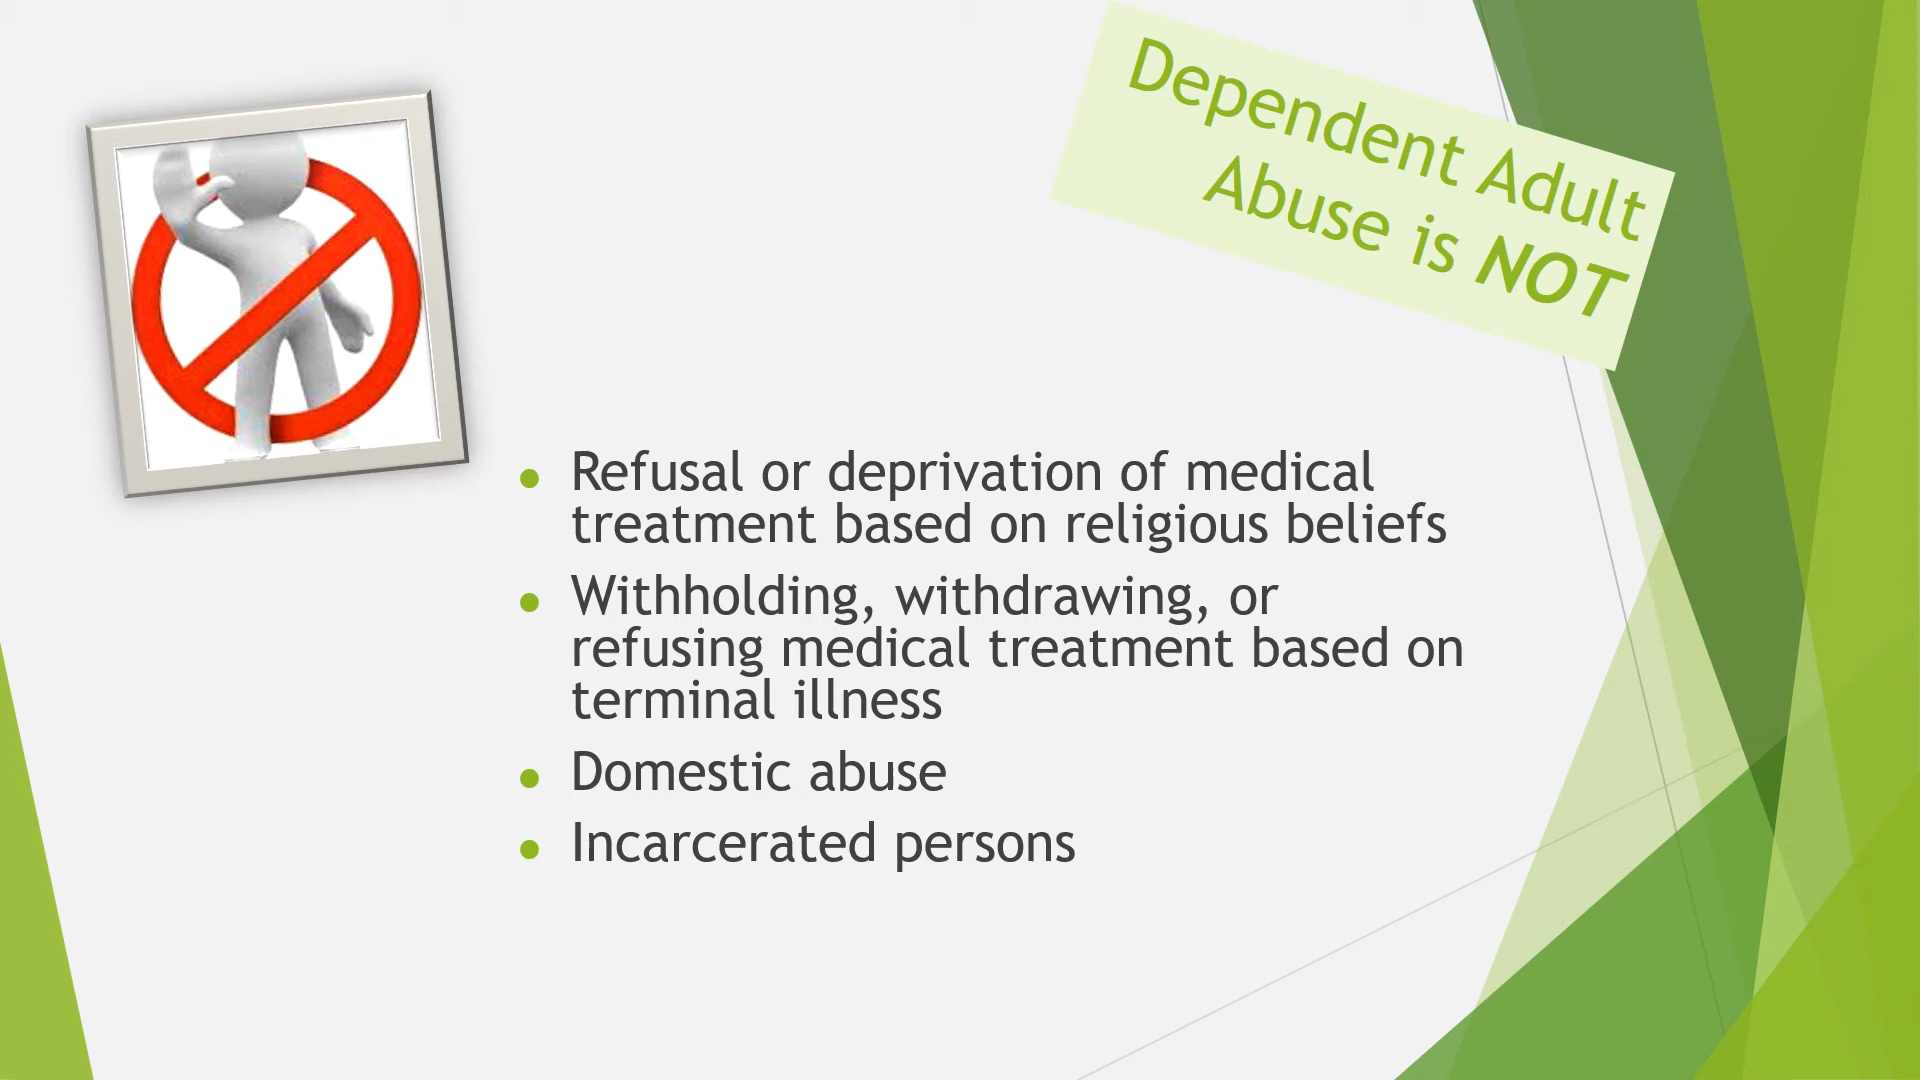 Dependent Adult
Abuse is NOT
• Refusal or deprivation of medical
treatment based on religious beliefs
• Withholding, withdrawing, or
refusing medical treatment based on
terminal illness
• Domestic abuse
• Incarcerated persons